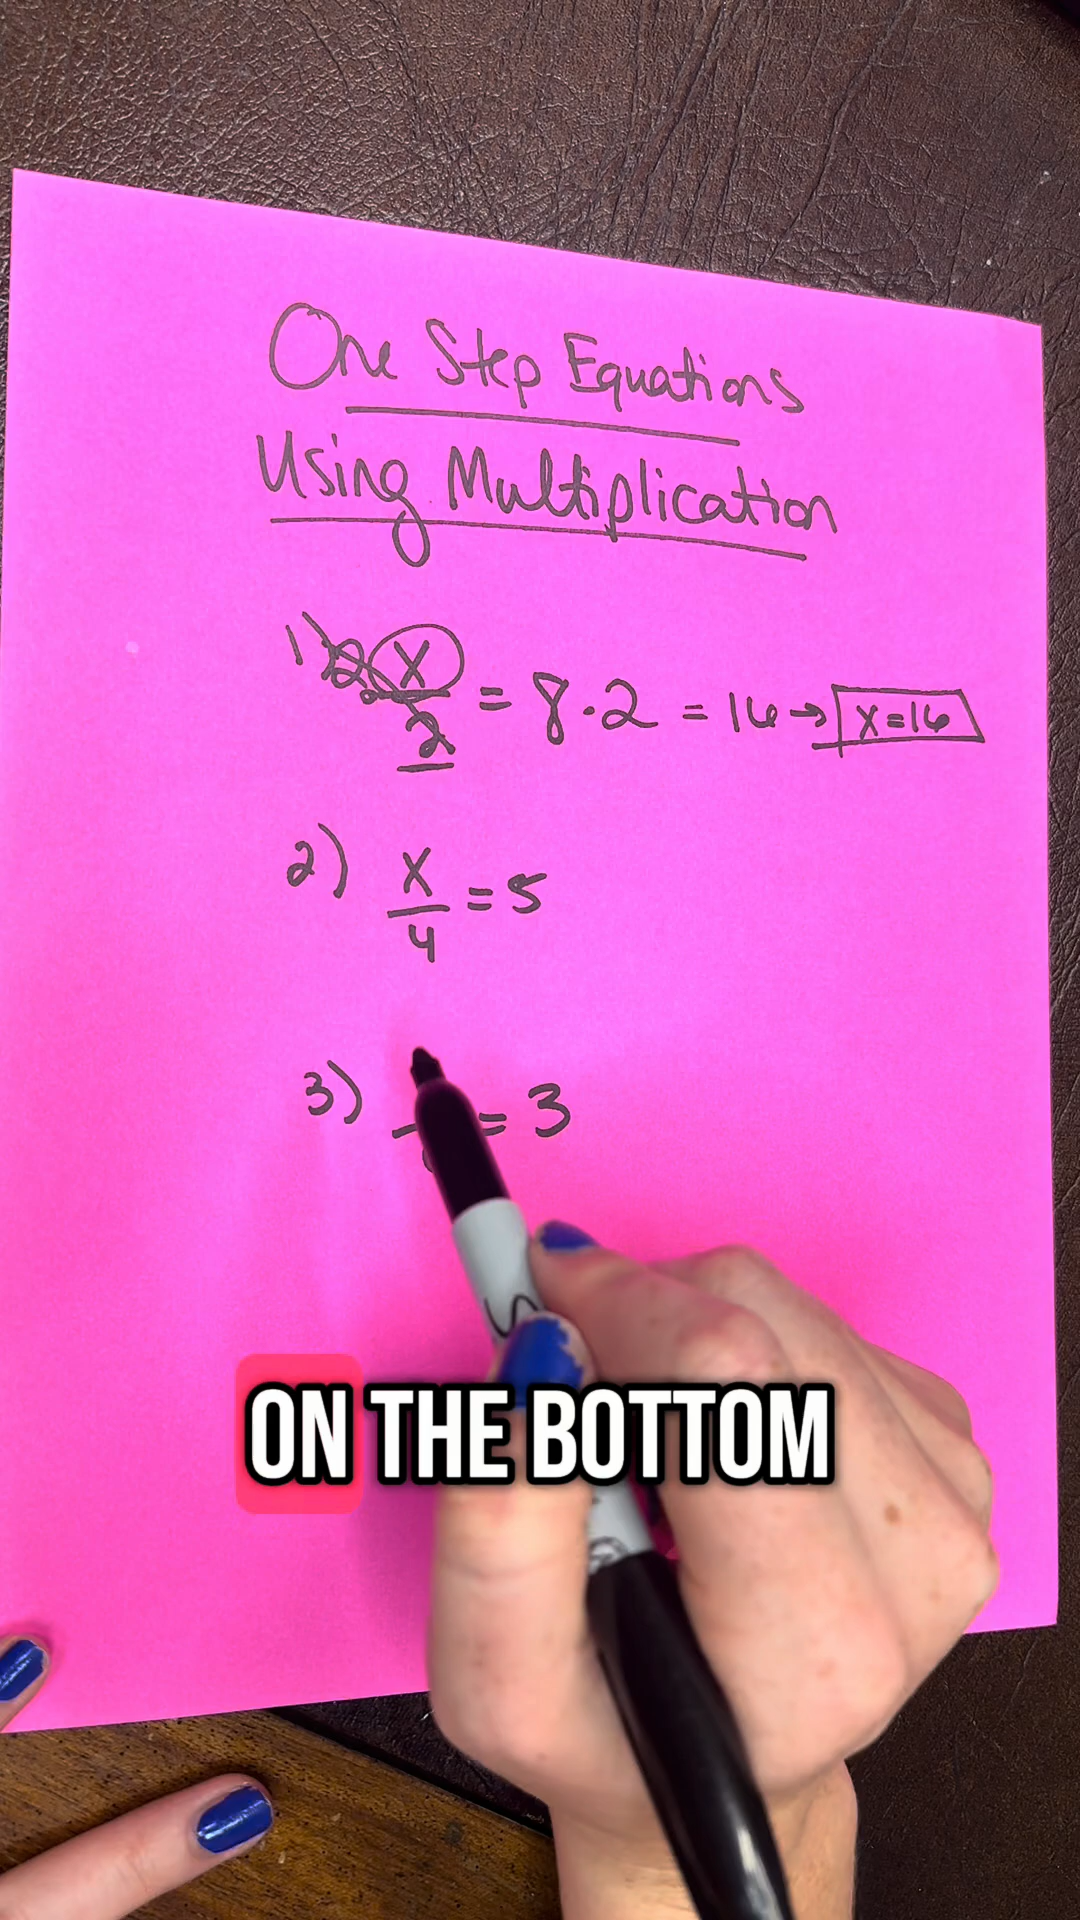 One Step Equations
Using Multiplication
1) 2 · x/2 = 8 · 2 = 16 → x=16
2) x/4 = 5
3) = 3
ON THE BOTTOM